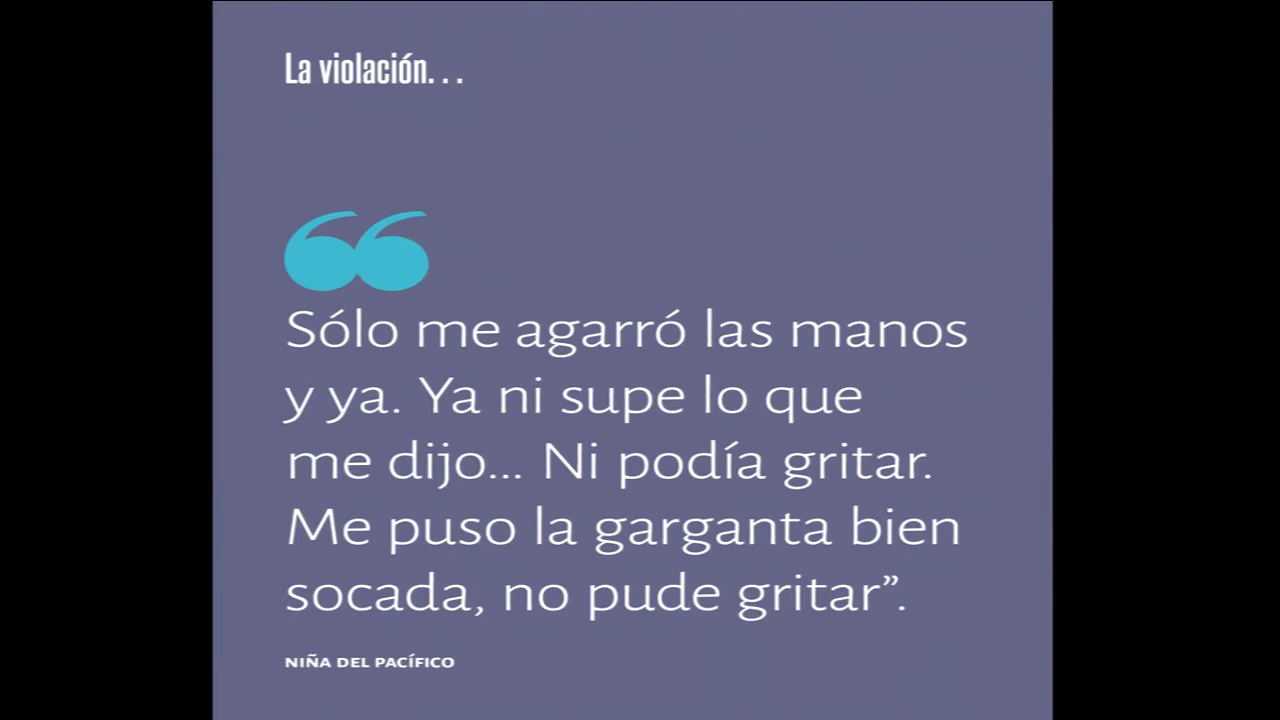 La violación...
Sólo me agarró las manos
y ya. Ya ni supe lo que
me dijo... Ni podía gritar.
Me puso la garganta bien
socada, no pude gritar”.
NIÑA DEL PACÍFICO